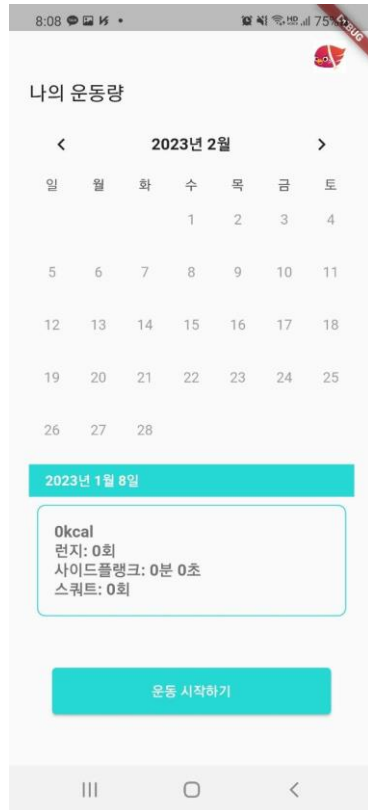 8:08
75%
나의 운동량
2023년 2월
일 월 화 수 목 금 토
1 2 3 4
5 6 7 8 9 10 11
12 13 14 15 16 17 18
19 20 21 22 23 24 25
26 27 28
2023년 1월 8일
0kcal
런지: 0회
사이드플랭크: 0분 0초
스쿼트: 0회
운동 시작하기